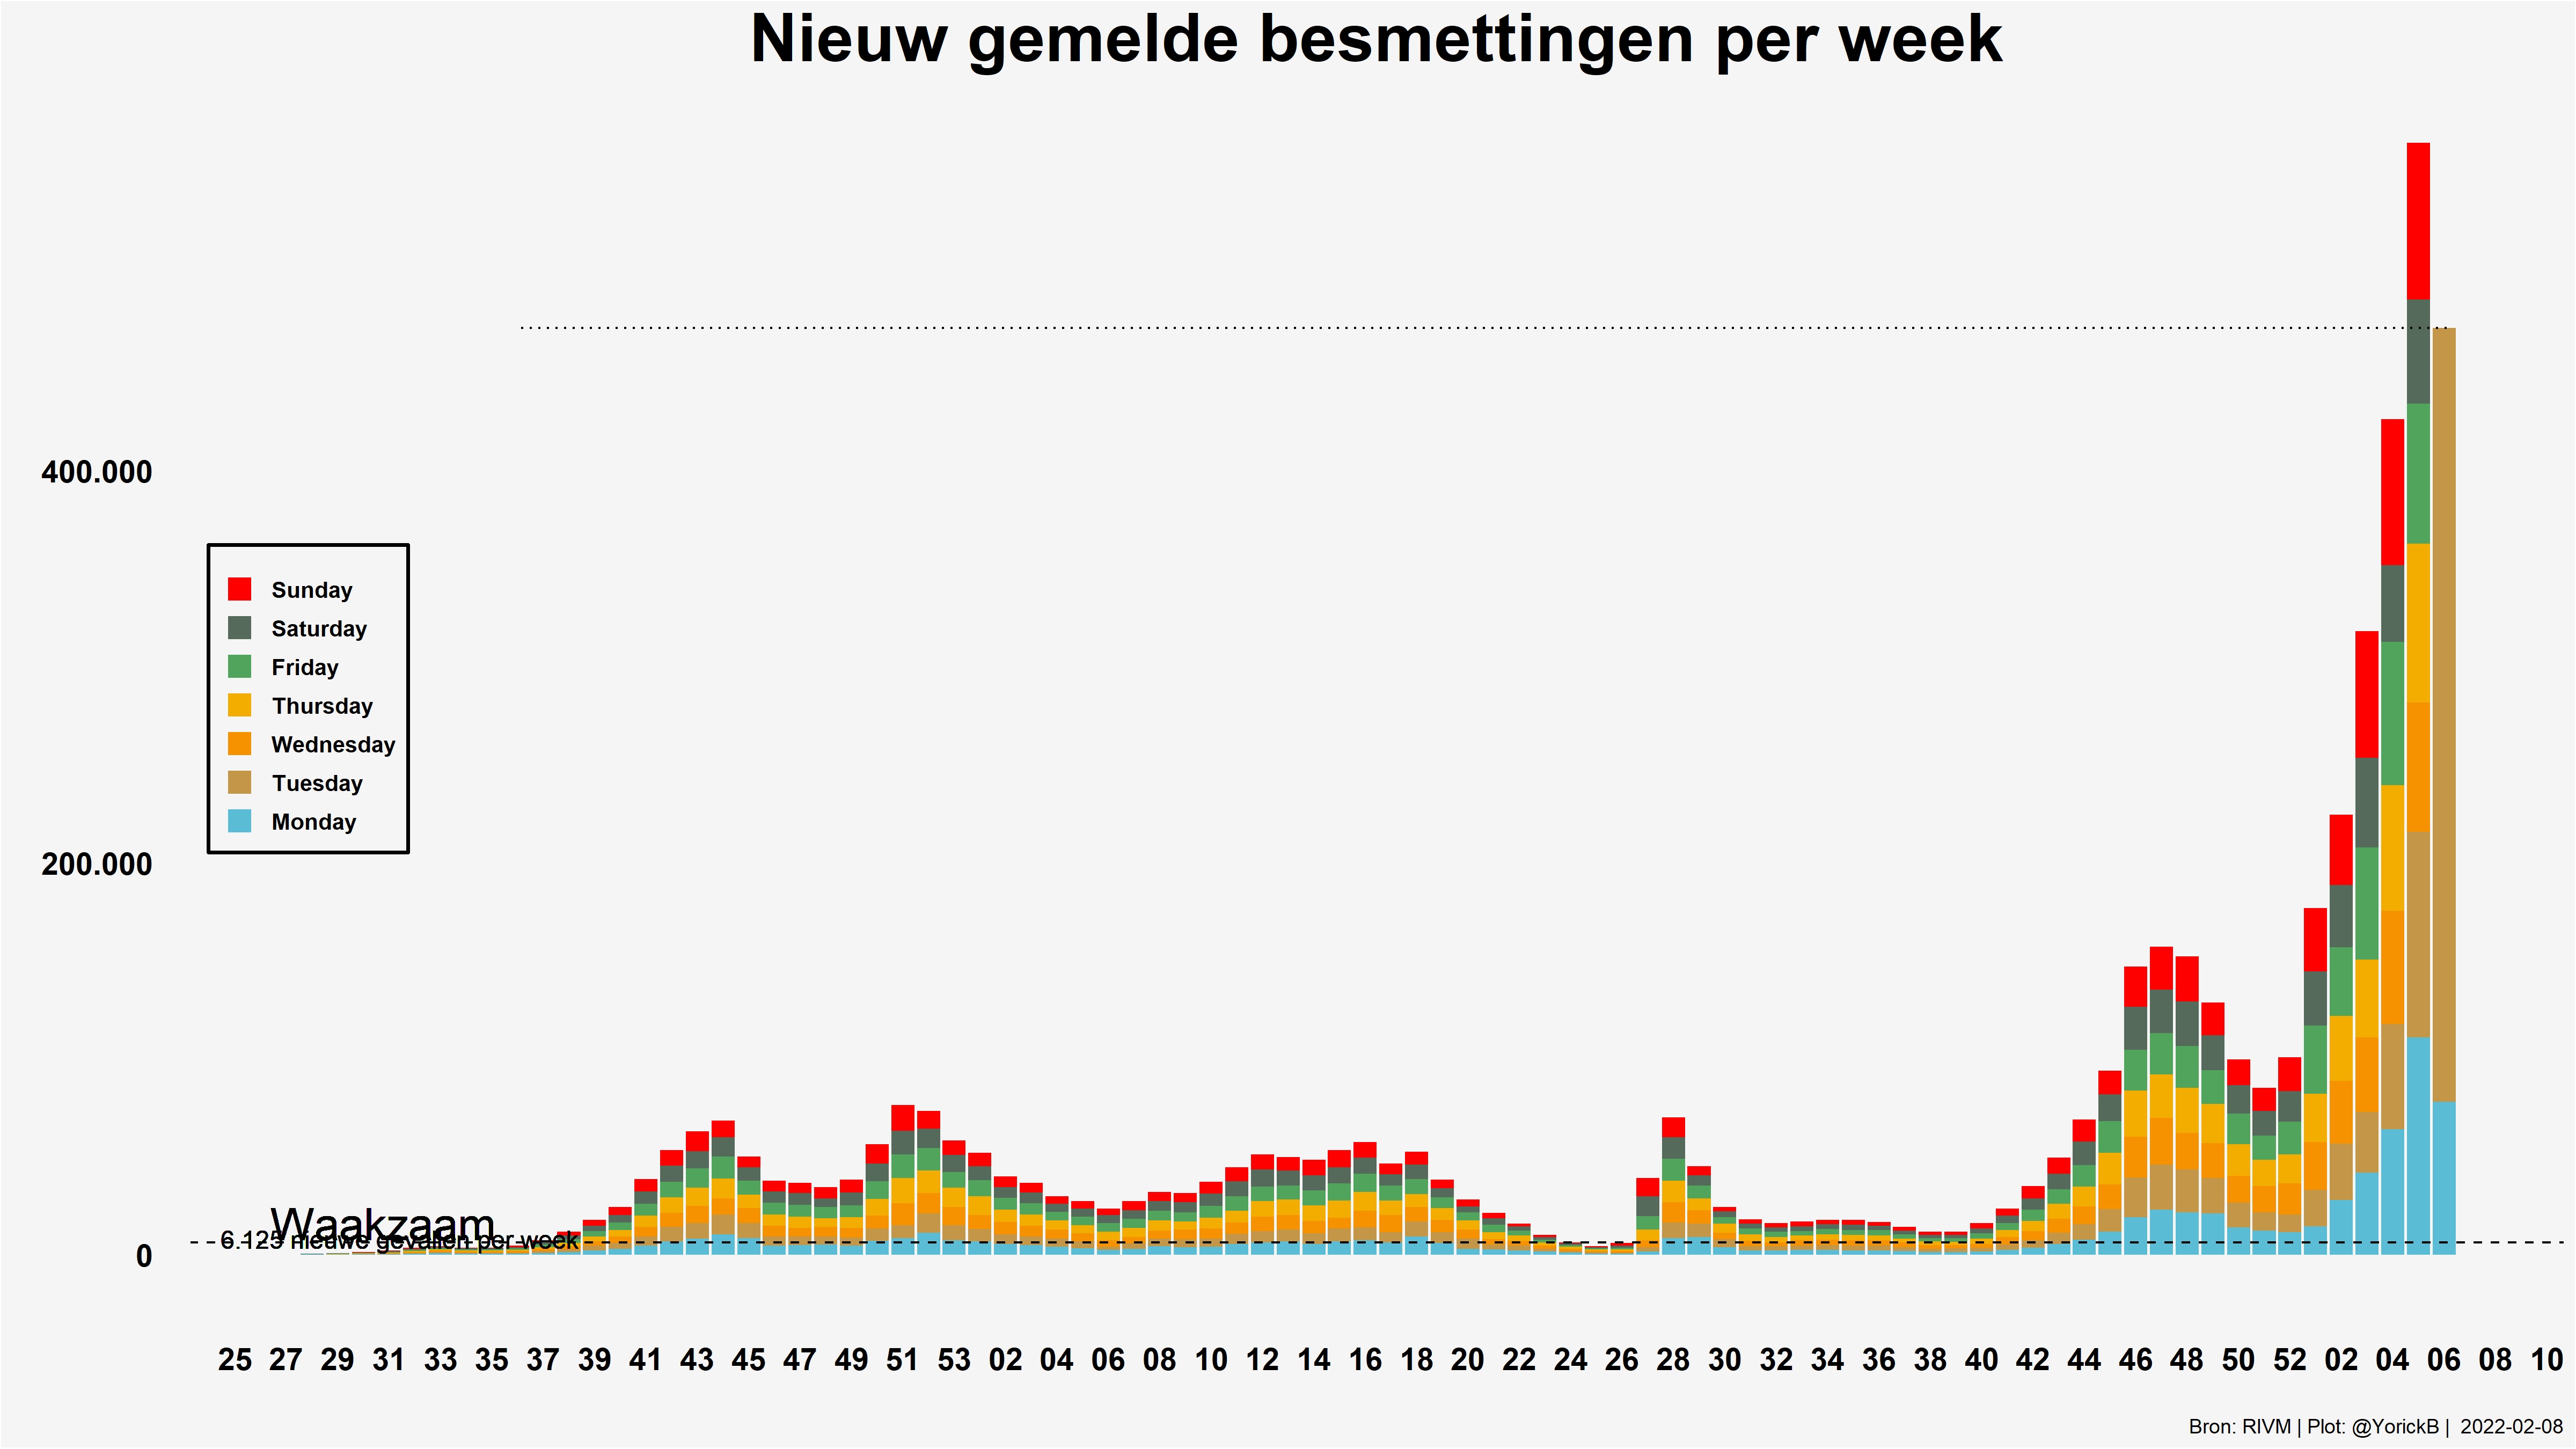 Nieuw gemelde besmettingen per week
400.000
200.000
0
Sunday
Saturday
Friday
Thursday
Wednesday
Tuesday
Monday
Waakzaam
6.125 nieuwe gevallen per week
25 27 29 31 33 35 37 39 41 43 45 47 49 51 53 02 04 06 08 10 12 14 16 18 20 22 24 26 28 30 32 34 36 38 40 42 44 46 48 50 52 02 04 06 08 10
Bron: RIVM | Plot: @YorickB | 2022-02-08